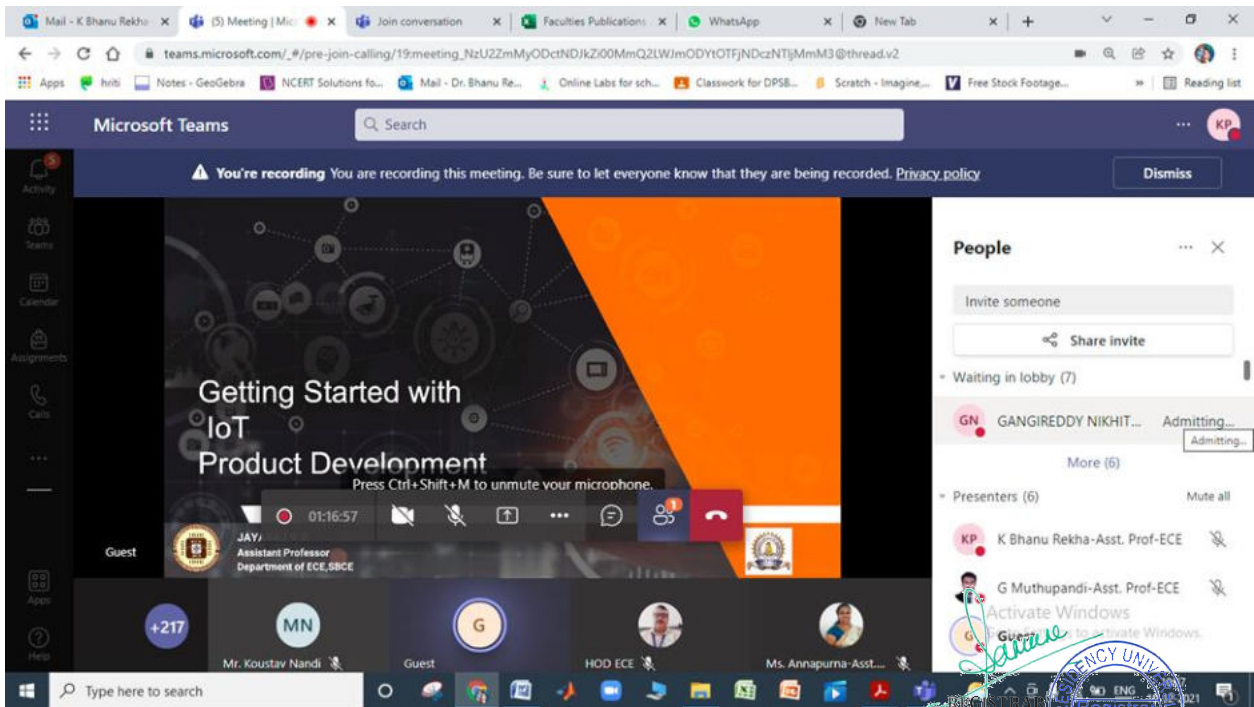 Mail - K Bhanu Rekha
(5) Meeting | Mic
Join conversation
Faculties Publications
WhatsApp
New Tab
teams.microsoft.com/_#/pre-join-calling/19:meeting_NzU2ZmMyODctNDJkZi00MmQ2LWJmODYtOTFjNDczNTljMmM3@thread.v2
Apps
hriti
Notes - GeoGebra
NCERT Solutions fo...
Mail - Dr. Bhanu Re...
Online Labs for sch...
Classwork for DPSB...
Scratch - Imagine,...
Free Stock Footage...
Reading list
Microsoft Teams
Search
KP
You're recording You are recording this meeting. Be sure to let everyone know that they are being recorded. Privacy policy
Dismiss
5
Activity
Teams
Calendar
Assignments
Calls
Apps
Help
Getting Started with
IoT
Product Development
Press Ctrl+Shift+M to unmute your microphone.
01:16:57
1
Assistant Professor
Department of ECE,SBCE
Guest
+217
MN
Mr. Koustav Nandi
G
Guest
HOD ECE
Ms. Annapurna-Asst...
People
Invite someone
Share invite
Waiting in lobby (7)
GN GANGIREDDY NIKHIT... Admitting...
Admitting...
More (6)
Presenters (6) Mute all
KP K Bhanu Rekha-Asst. Prof-ECE
G Muthupandi-Asst. Prof-ECE
Activate Windows
G Guest
to activate Windows.
Type here to search
ENG
REGISTRAR